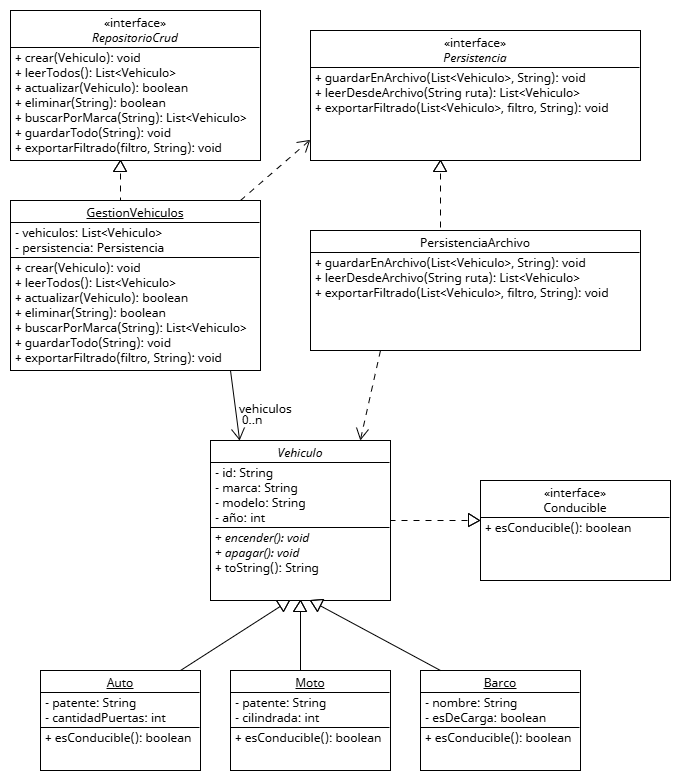 «interface»
RepositorioCrud
+ crear(Vehiculo): void
+ leerTodos(): List<Vehiculo>
+ actualizar(Vehiculo): boolean
+ eliminar(String): boolean
+ buscarPorMarca(String): List<Vehiculo>
+ guardarTodo(String): void
+ exportarFiltrado(filtro, String): void
«interface»
Persistencia
+ guardarEnArchivo(List<Vehiculo>, String): void
+ leerDesdeArchivo(String ruta): List<Vehiculo>
+ exportarFiltrado(List<Vehiculo>, filtro, String): void
GestionVehiculos
- vehiculos: List<Vehiculo>
- persistencia: Persistencia
+ crear(Vehiculo): void
+ leerTodos(): List<Vehiculo>
+ actualizar(Vehiculo): boolean
+ eliminar(String): boolean
+ buscarPorMarca(String): List<Vehiculo>
+ guardarTodo(String): void
+ exportarFiltrado(filtro, String): void
PersistenciaArchivo
+ guardarEnArchivo(List<Vehiculo>, String): void
+ leerDesdeArchivo(String ruta): List<Vehiculo>
+ exportarFiltrado(List<Vehiculo>, filtro, String): void
vehiculos
0..n
Vehiculo
- id: String
- marca: String
- modelo: String
- año: int
+ encender(): void
+ apagar(): void
+ toString(): String
«interface»
Conducible
+ esConducible(): boolean
Auto
- patente: String
- cantidadPuertas: int
+ esConducible(): boolean
Moto
- patente: String
- cilindrada: int
+ esConducible(): boolean
Barco
- nombre: String
- esDeCarga: boolean
+ esConducible(): boolean